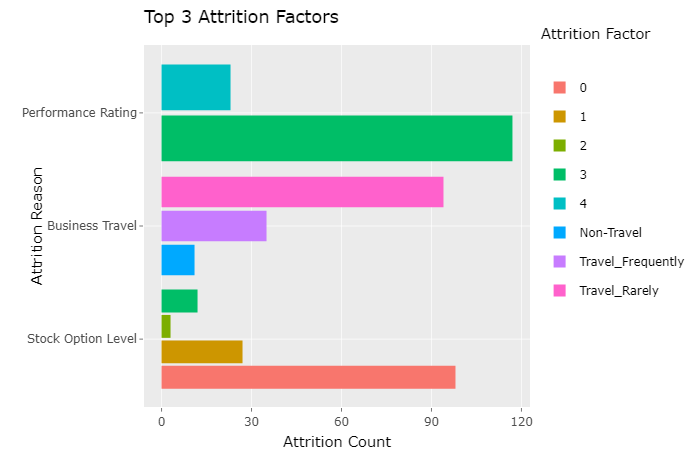 Top 3 Attrition Factors
Attrition Factor
0
1
2
3
4
Non-Travel
Travel_Frequently
Travel_Rarely
Attrition Reason
Performance Rating
Business Travel
Stock Option Level
0 30 60 90 120
Attrition Count